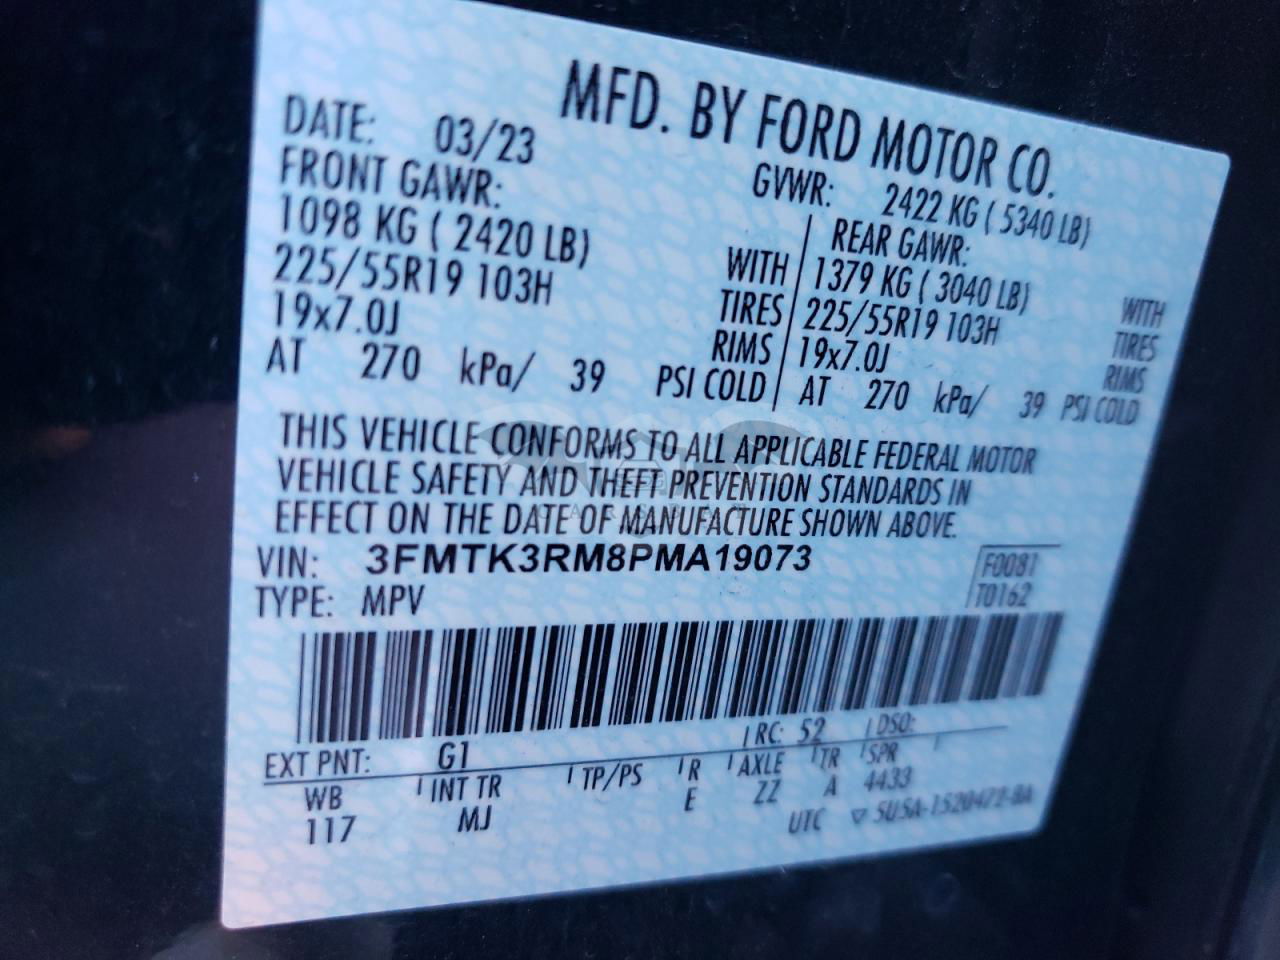 MFD. BY FORD MOTOR CO.
DATE: 03/23 GVWR: 2422 KG ( 5340 LB)
FRONT GAWR: REAR GAWR:
1098 KG ( 2420 LB) WITH 1379 KG ( 3040 LB) WITH
225/55R19 103H TIRES 225/55R19 103H TIRES
19x7.0J RIMS 19x7.0J RIMS
AT 270 kPa/ 39 PSI COLD AT 270 kPa/ 39 PSI COLD
THIS VEHICLE CONFORMS TO ALL APPLICABLE FEDERAL MOTOR
VEHICLE SAFETY AND THEFT PREVENTION STANDARDS IN
EFFECT ON THE DATE OF MANUFACTURE SHOWN ABOVE.
VIN: 3FMTK3RM8PMA19073 F0081
TYPE: MPV T0162
EXT PNT: G1 RC: 52 DSO:
WB INT TR TP/PS R AXLE TR SPR
117 MJ E ZZ A 4433
UTC ▽ 5U5A-1520472-BA